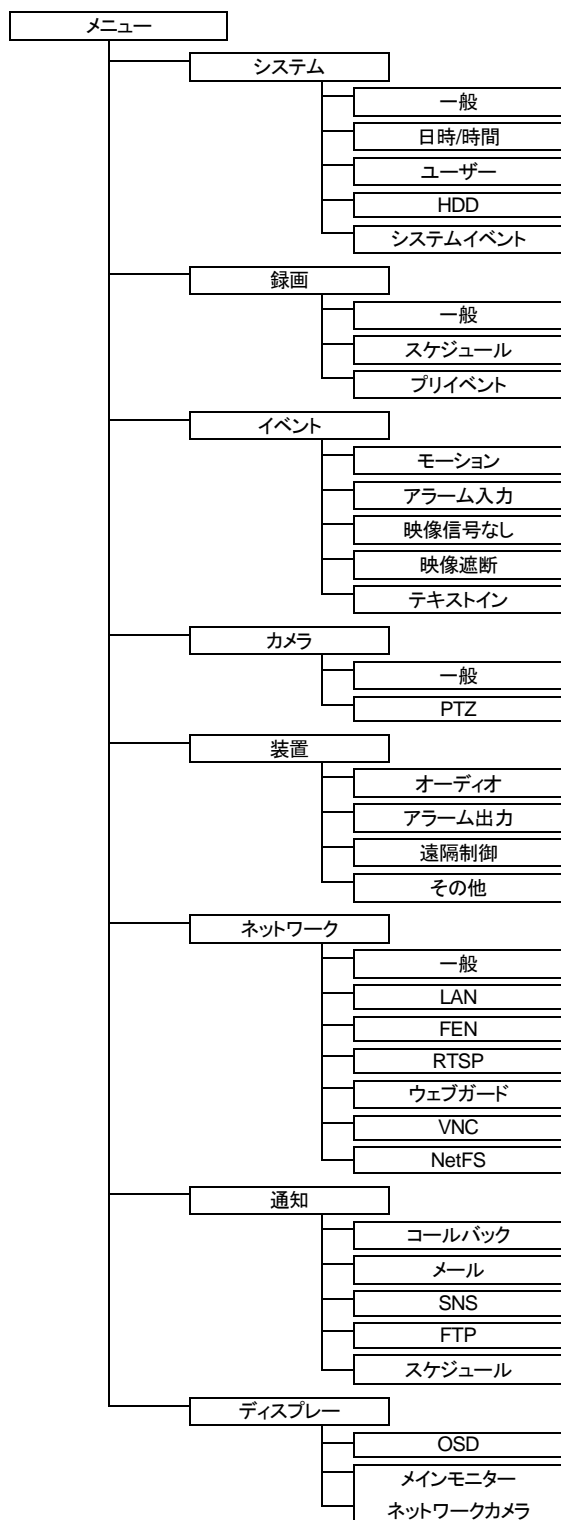 メニュー
システム
一般
日時/時間
ユーザー
HDD
システムイベント
録画
一般
スケジュール
プリイベント
イベント
モーション
アラーム入力
映像信号なし
映像遮断
テキストイン
カメラ
一般
PTZ
装置
オーディオ
アラーム出力
遠隔制御
その他
ネットワーク
一般
LAN
FEN
RTSP
ウェブガード
VNC
NetFS
通知
コールバック
メール
SNS
FTP
スケジュール
ディスプレー
OSD
メインモニター
ネットワークカメラ